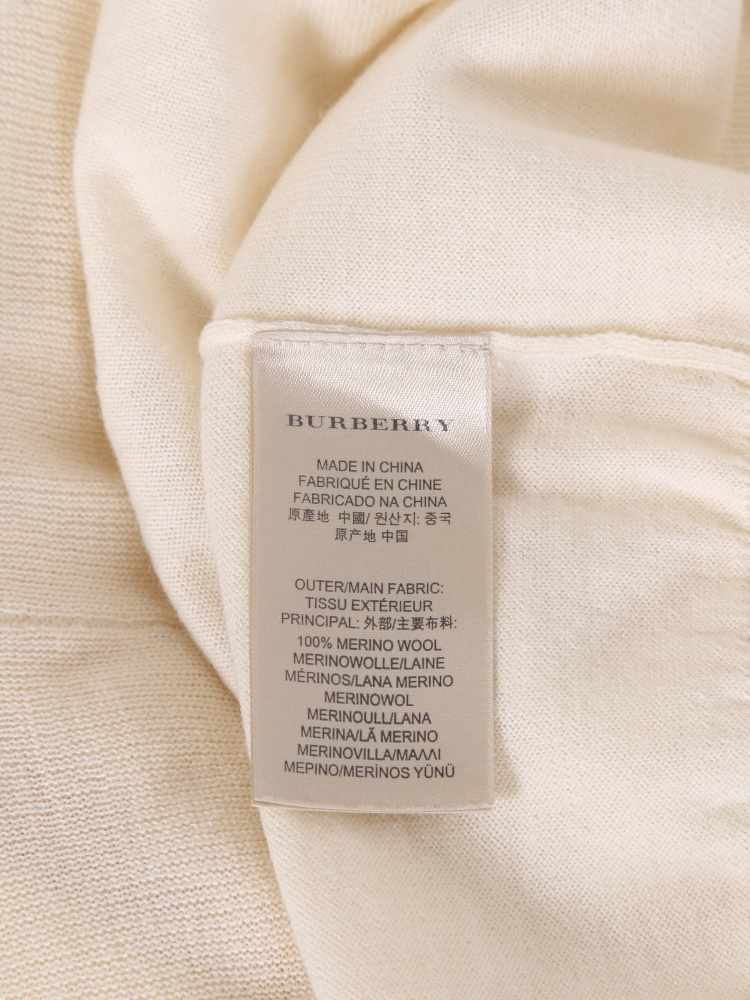 BURBERRY
MADE IN CHINA
FABRIQUÉ EN CHINE
FABRICADO NA CHINA
原產地 中國/ 원산지: 중국
原产地 中国
OUTER/MAIN FABRIC:
TISSU EXTÉRIEUR
PRINCIPAL: 外部/主要布料:
100% MERINO WOOL
MERINOWOLLE/LAINE
MÉRINOS/LANA MERINO
MERINOWOL
MERINOULL/LANA
MERINA/LÃ MERINO
MERINOVILLA/ΜΑΛΛΙ
ΜΕΡΙΝΟ/MERİNOS YÜNÜ